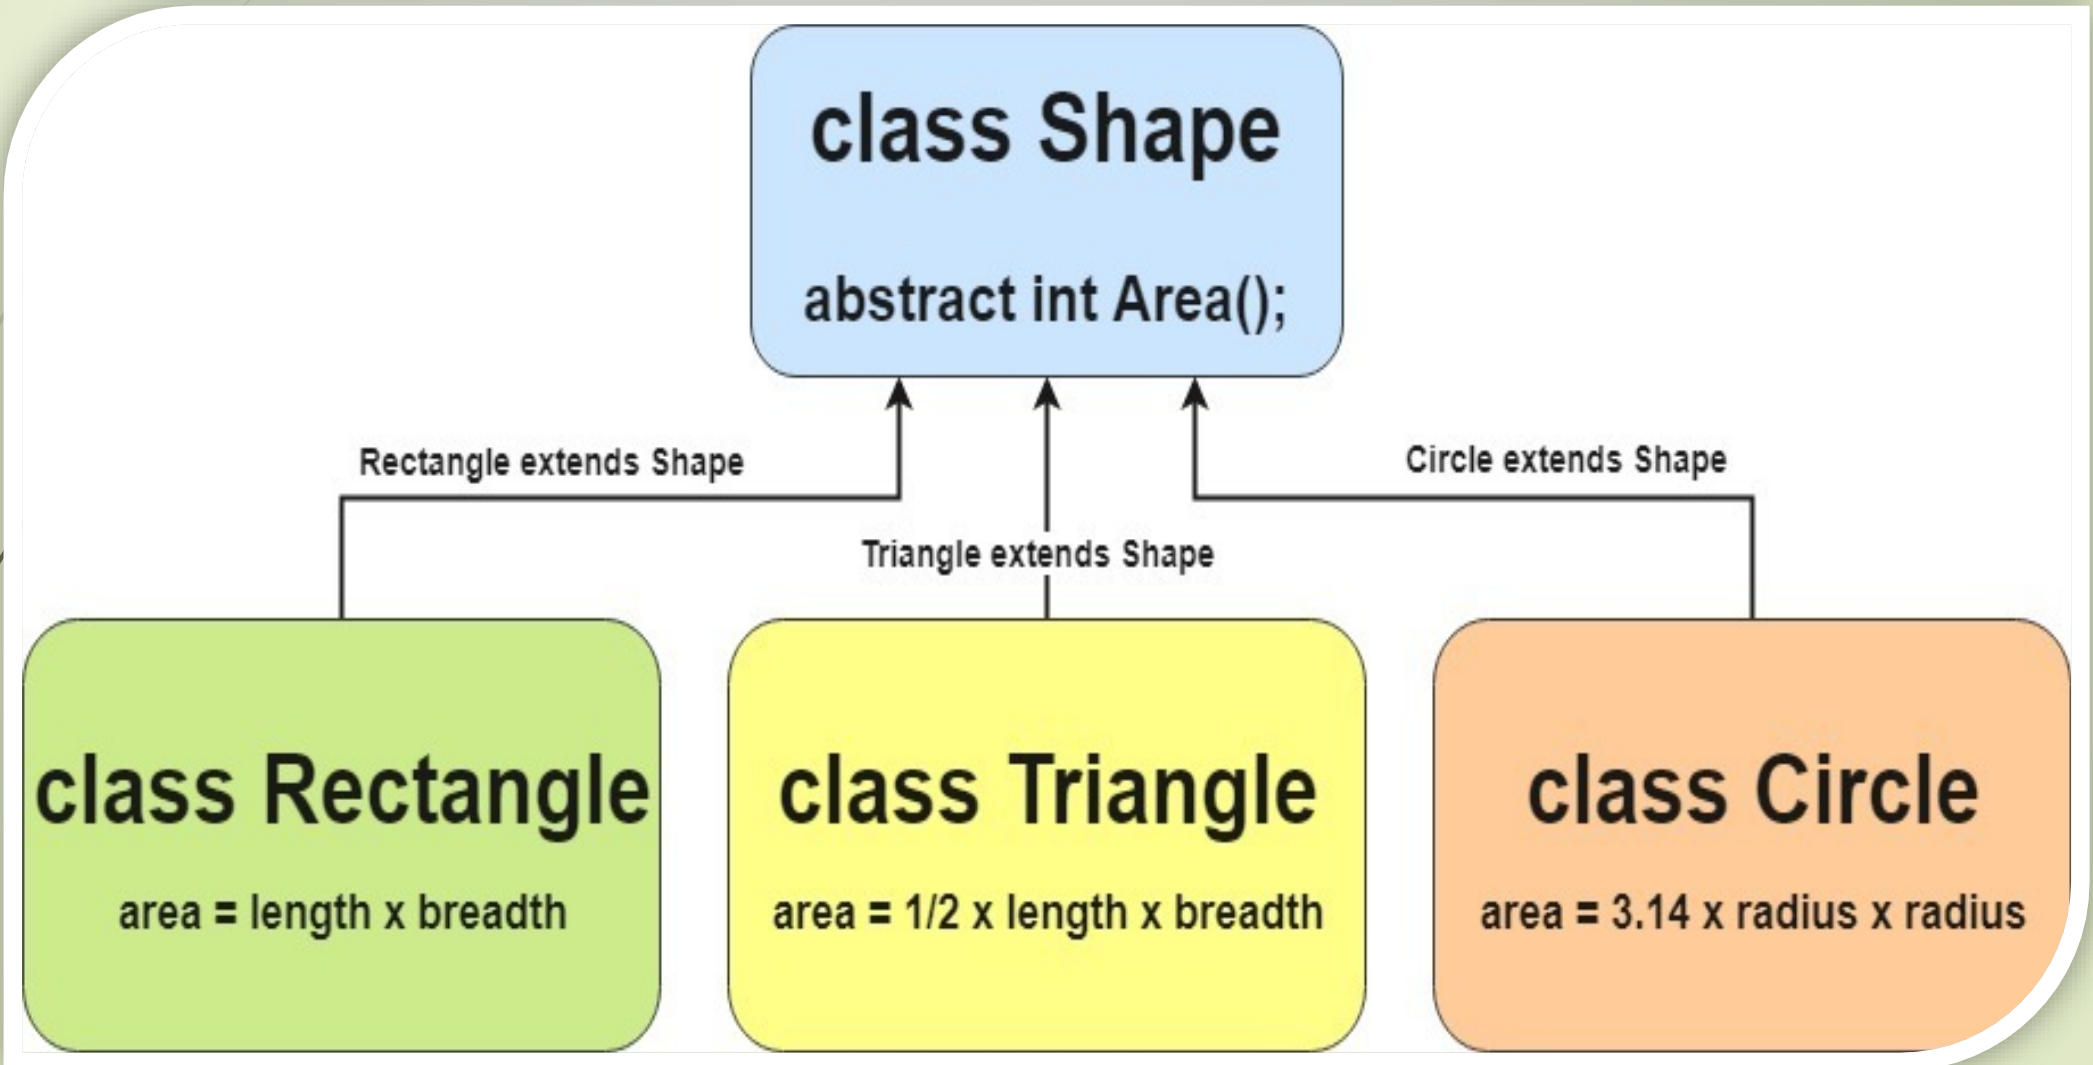 class Shape
abstract int Area();
Rectangle extends Shape
Circle extends Shape
Triangle extends Shape
class Rectangle
area = length x breadth
class Triangle
area = 1/2 x length x breadth
class Circle
area = 3.14 x radius x radius